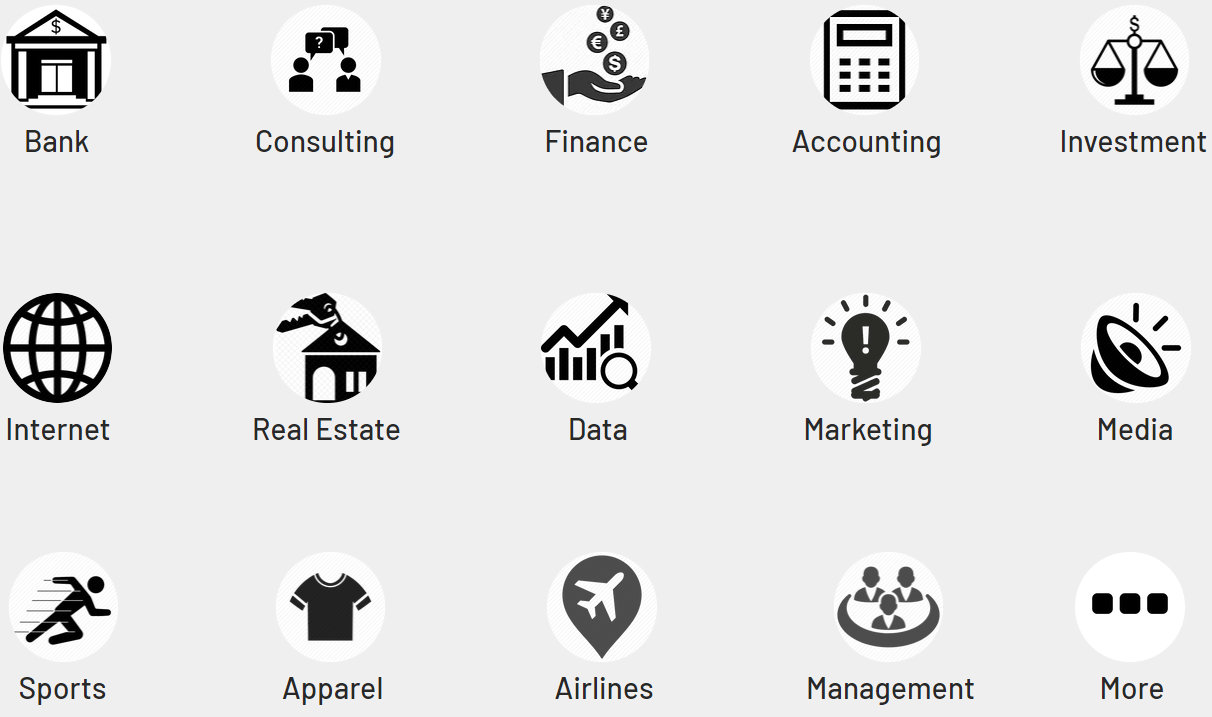 $
?
¥
£
€
$
$
Bank
Consulting
Finance
Accounting
Investment
!
Internet
Real Estate
Data
Marketing
Media
Sports
Apparel
Airlines
Management
More